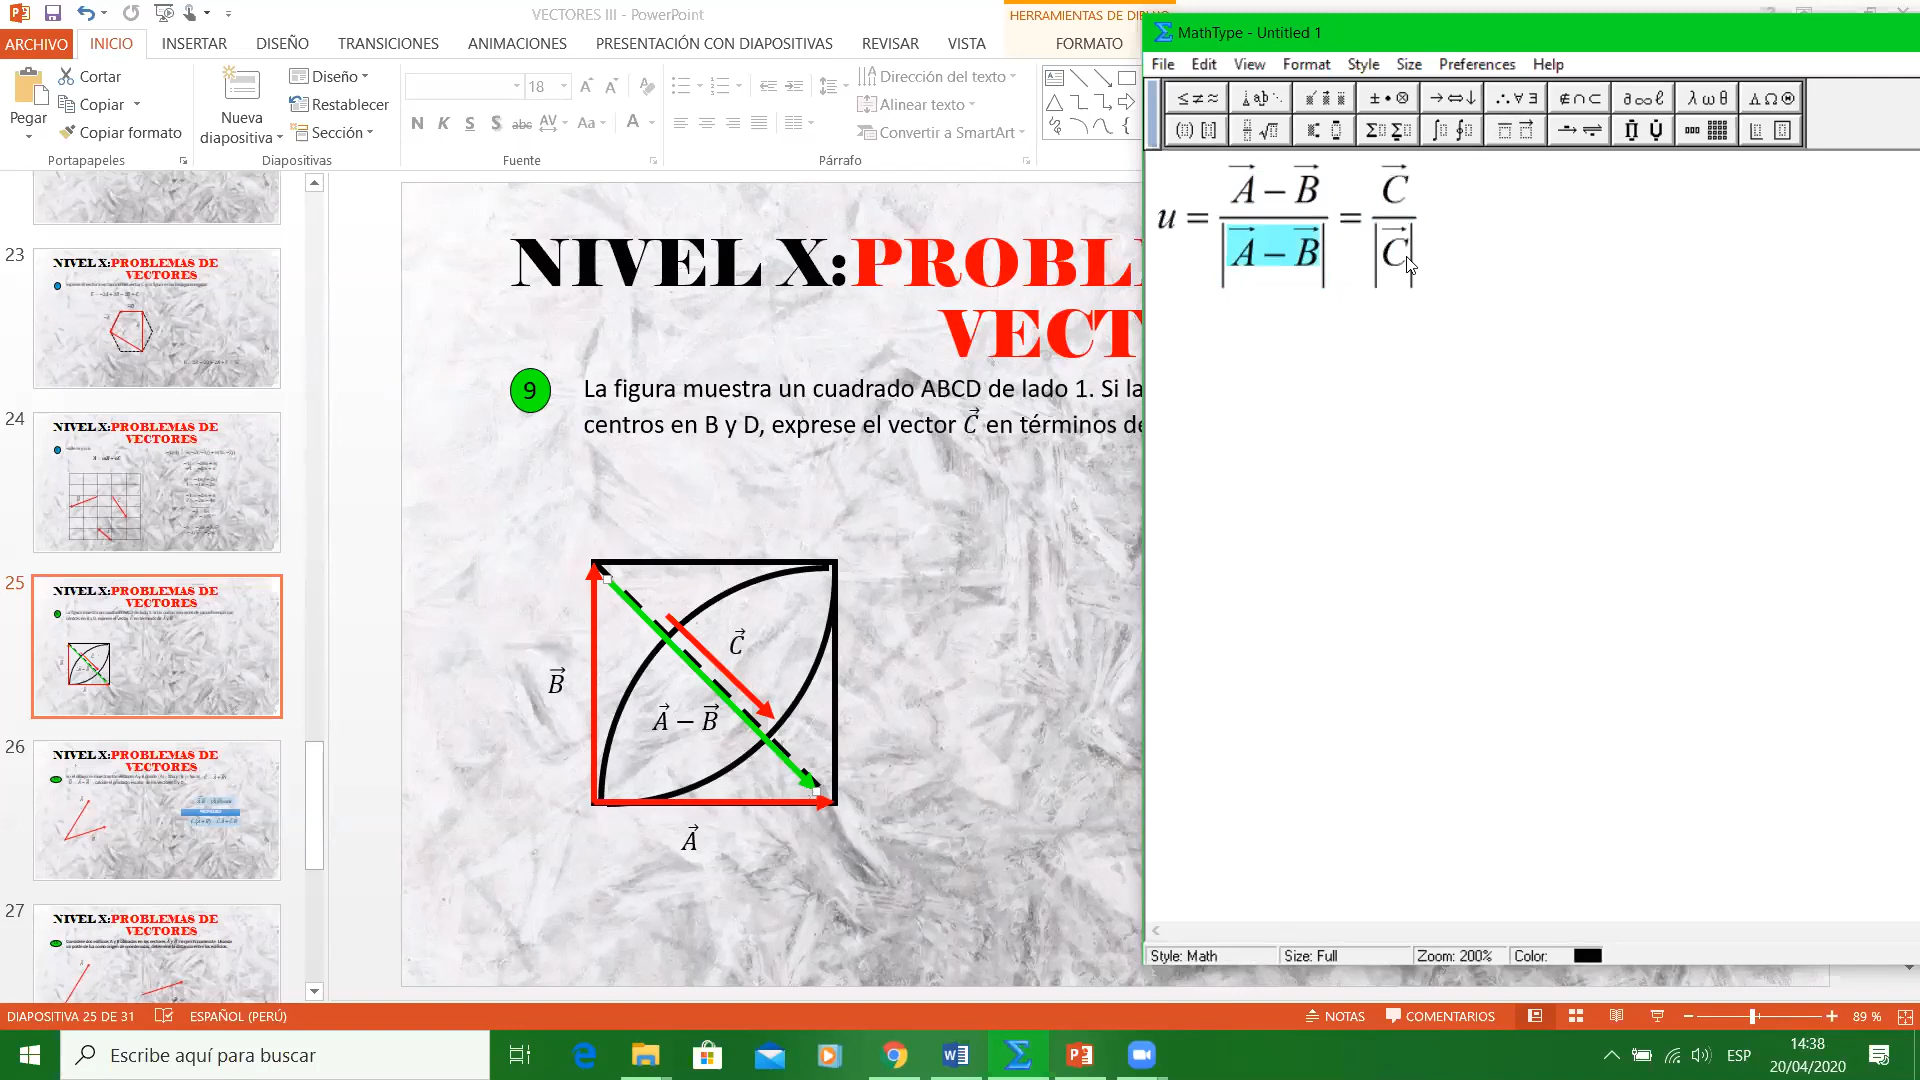 VECTORES III - PowerPoint
HERRAMIENTAS DE DIBUJO
ARCHIVO INICIO INSERTAR DISEÑO TRANSICIONES ANIMACIONES PRESENTACIÓN CON DIAPOSITIVAS REVISAR VISTA FORMATO
Pegar
Cortar
Copiar
Copiar formato
Portapapeles
Nueva diapositiva
Diseño
Restablecer
Sección
Diapositivas
18
N K S S abc AV Aa A
Fuente
Dirección del texto
Alinear texto
Convertir a SmartArt
Párrafo
MathType - Untitled 1
File Edit View Format Style Size Preferences Help
u = A⃗ − B⃗ / |A⃗ − B⃗| = C⃗ / |C⃗|
Style: Math Size: Full Zoom: 200% Color:
23
NIVEL X:PROBLEMAS DE
VECTORES
24
NIVEL X:PROBLEMAS DE
VECTORES
25
NIVEL X:PROBLEMAS DE
VECTORES
26
NIVEL X:PROBLEMAS DE
VECTORES
27
NIVEL X:PROBLEMAS DE
VECTORES
NIVEL X:PROBL
VECT
9
La figura muestra un cuadrado ABCD de lado 1. Si la
centros en B y D, exprese el vector C⃗ en términos de
C⃗
B⃗
A⃗ − B⃗
A⃗
DIAPOSITIVA 25 DE 31 ESPAÑOL (PERÚ) NOTAS COMENTARIOS 89 %
Escribe aquí para buscar
ESP
14:38
20/04/2020